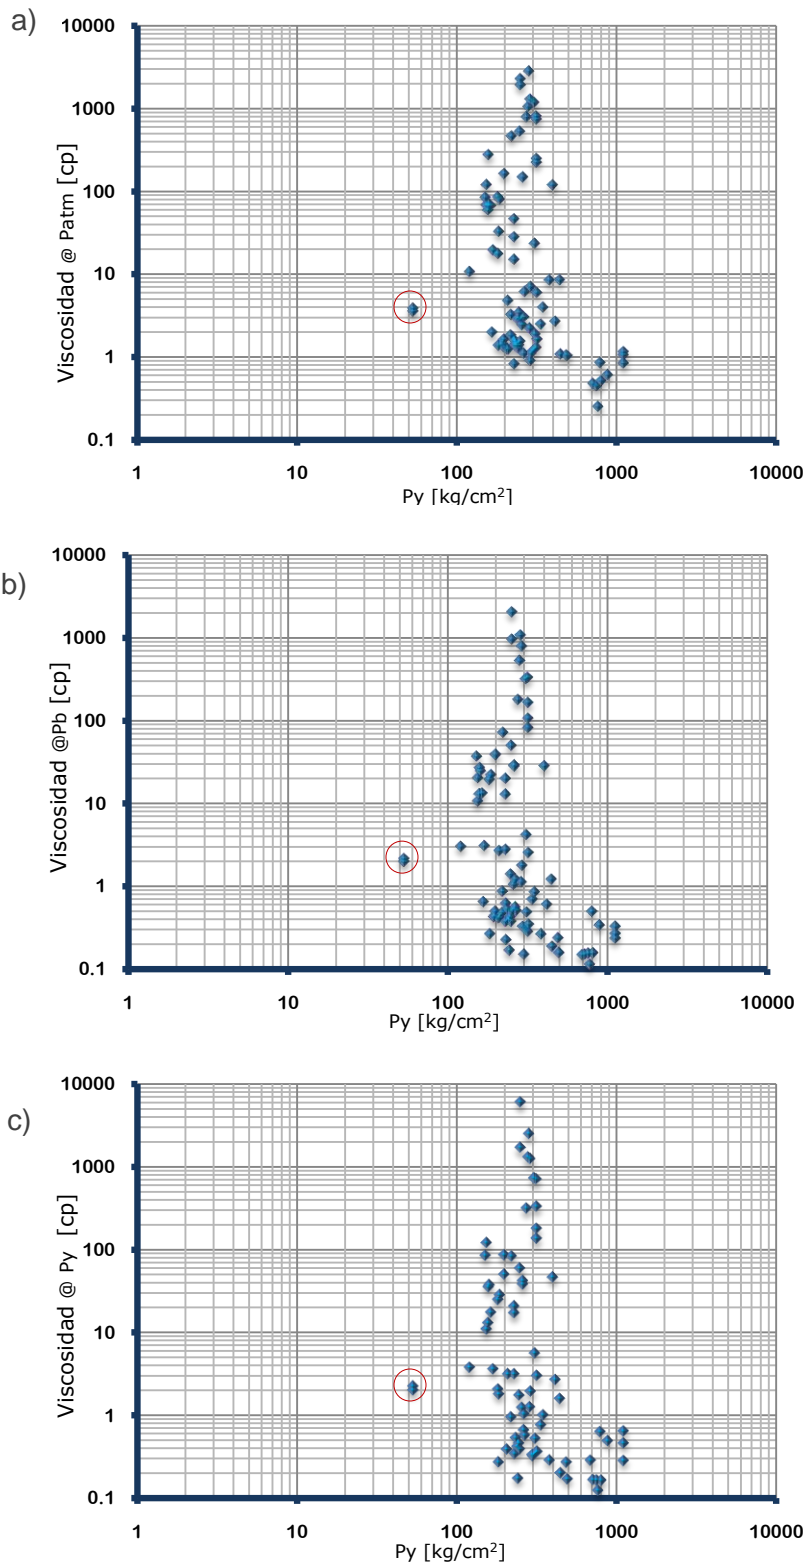 a)
Viscosidad @ Patm [cp]
10000
1000
100
10
1
0.1
1 10 100 1000 10000
Py [kg/cm²]
b)
Viscosidad @Pb [cp]
10000
1000
100
10
1
0.1
1 10 100 1000 10000
Py [kg/cm²]
c)
Viscosidad @ Py [cp]
10000
1000
100
10
1
0.1
1 10 100 1000 10000
Py [kg/cm²]